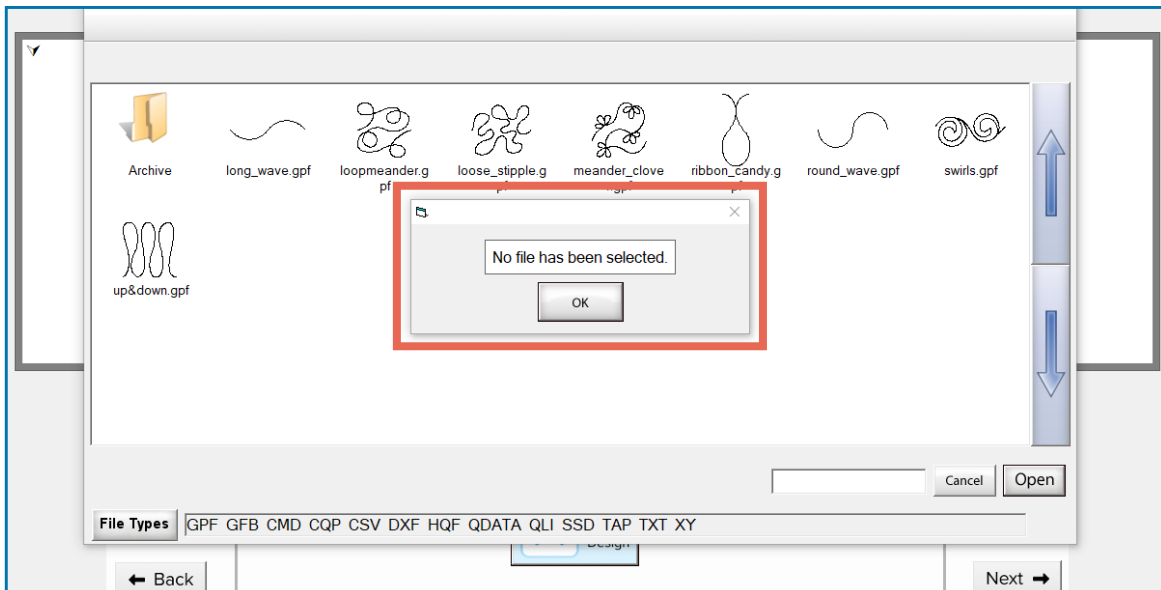 Archive
long_wave.gpf
loopmeander.g
pf
loose_stipple.g
meander_clove
ribbon_candy.g
round_wave.gpf
swirls.gpf
up&down.gpf
No file has been selected.
OK
Cancel
Open
File Types
GPF GFB CMD CQP CSV DXF HQF QDATA QLI SSD TAP TXT XY
Design
Back
Next